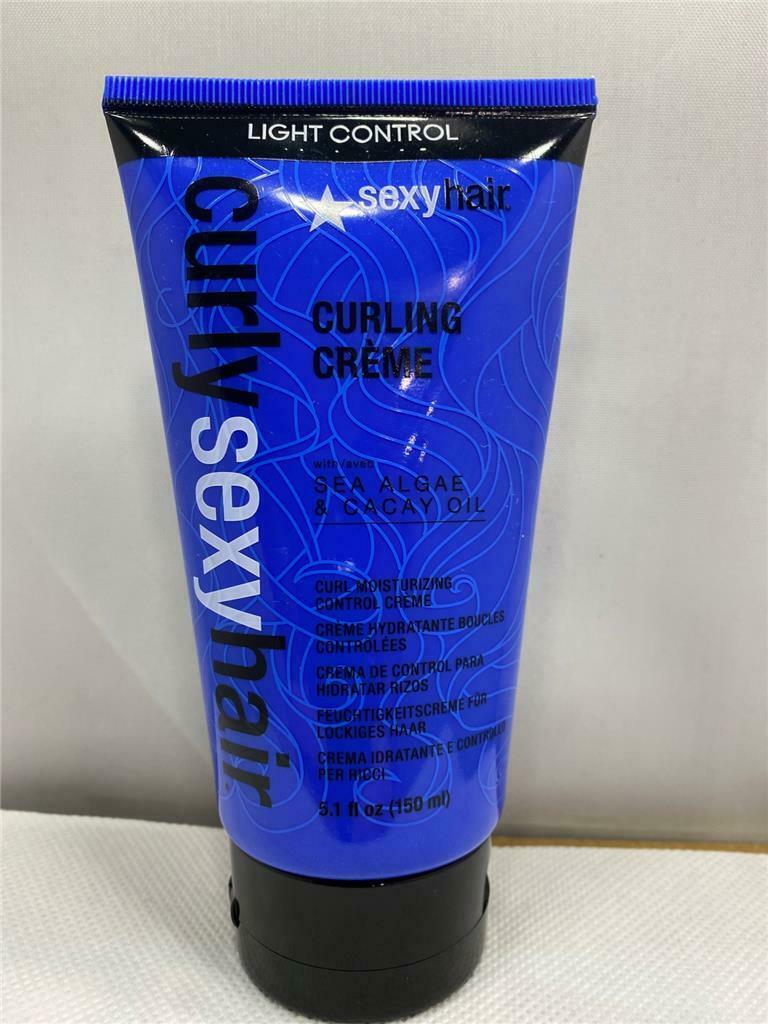 LIGHT CONTROL
sexyhair.
curly sexyhair
CURLING
CRÈME
with/avec
SEA ALGAE
& CACAY OIL
CURL MOISTURIZING
CONTROL CRÈME
CRÈME HYDRATANTE BOUCLES
CONTRÔLÉES
CREMA DE CONTROL PARA
HIDRATAR RIZOS
FEUCHTIGKEITSCREME FÜR
LOCKIGES HAAR
CREMA IDRATANTE E CONTROLLO
PER RICCI
5.1 fl oz (150 ml)